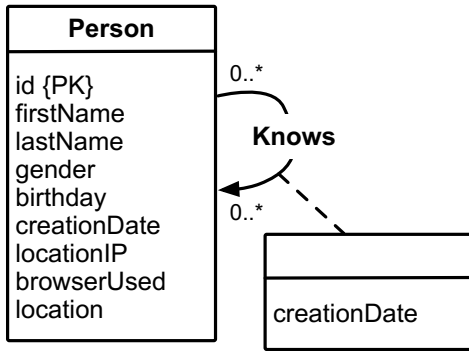 Person
id {PK}
firstName
lastName
gender
birthday
creationDate
locationIP
browserUsed
location
0..*
Knows
0..*
creationDate